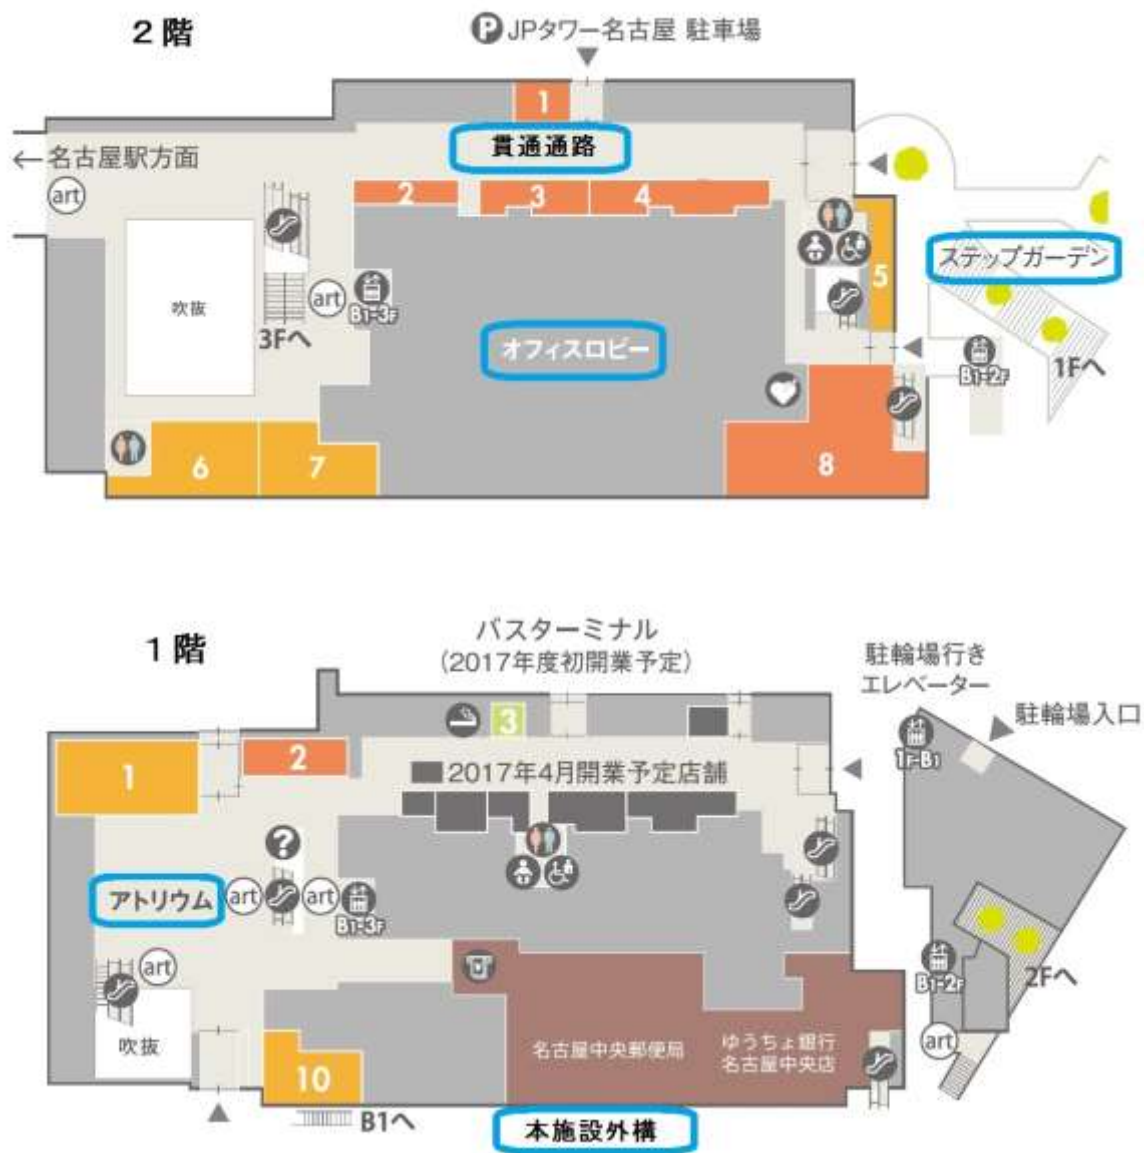 2階
P JPタワー名古屋 駐車場
1
貫通通路
←名古屋駅方面
art
2
3
4
5
ステップガーデン
吹抜
art
B1-3F
3Fへ
オフィスロビー
B1-2F
1Fへ
6
7
8
1階
バスターミナル
(2017年度初開業予定)
駐輪場行き
エレベーター
駐輪場入口
1F-B1
3
1
2
2017年4月開業予定店舗
?
アトリウム
art
art
B1-3F
art
B1-2F
2Fへ
吹抜
名古屋中央郵便局
ゆうちょ銀行
名古屋中央店
art
10
B1へ
本施設外構